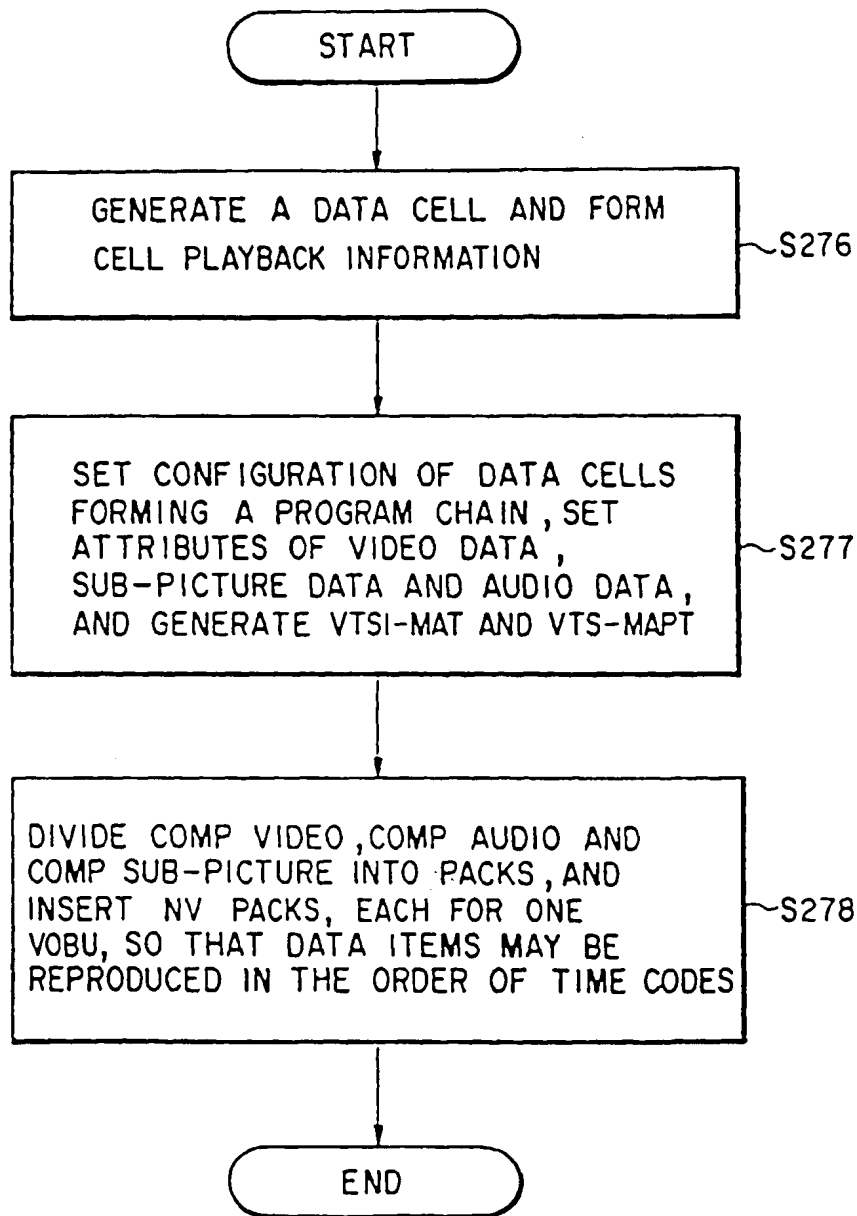 START
GENERATE A DATA CELL AND FORM
CELL PLAYBACK INFORMATION
S276
SET CONFIGURATION OF DATA CELLS
FORMING A PROGRAM CHAIN, SET
ATTRIBUTES OF VIDEO DATA,
SUB-PICTURE DATA AND AUDIO DATA,
AND GENERATE VTSI-MAT AND VTS-MAPT
S277
DIVIDE COMP VIDEO, COMP AUDIO AND
COMP SUB-PICTURE INTO PACKS, AND
INSERT NV PACKS, EACH FOR ONE
VOBU, SO THAT DATA ITEMS MAY BE
REPRODUCED IN THE ORDER OF TIME CODES
S278
END